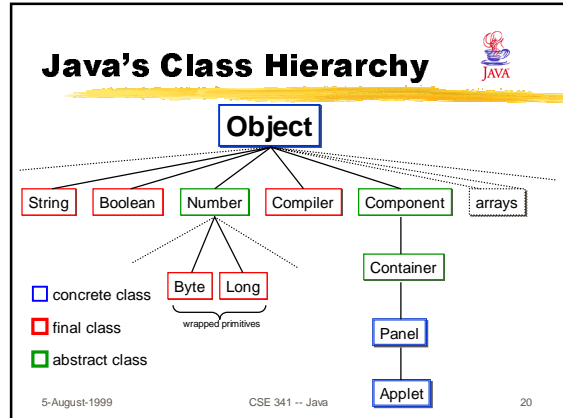 Java's Class Hierarchy
JAVA
Object
String Boolean Number Compiler Component arrays
Container
Byte Long
wrapped primitives
concrete class
final class
abstract class
Panel
Applet
5-August-1999 CSE 341 -- Java 20